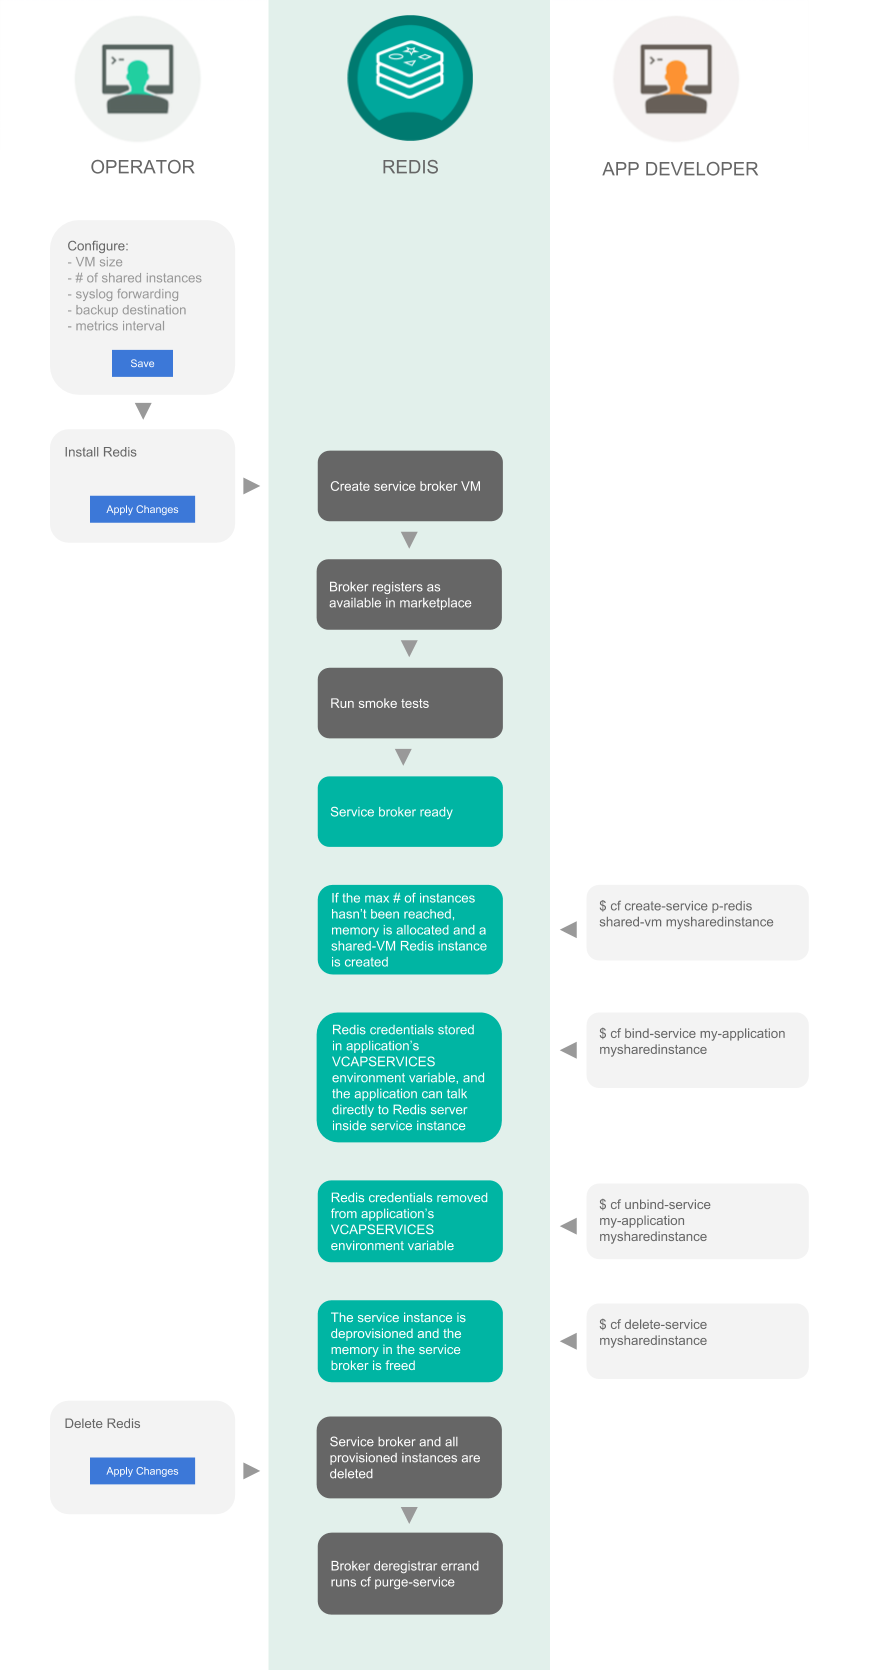 OPERATOR
REDIS
APP DEVELOPER
Configure:
- VM size
- # of shared instances
- syslog forwarding
- backup destination
- metrics interval
Save
Install Redis
Apply Changes
Create service broker VM
Broker registers as
available in marketplace
Run smoke tests
Service broker ready
If the max # of instances
hasn't been reached,
memory is allocated and a
shared-VM Redis instance
is created
$ cf create-service p-redis
shared-vm mysharedinstance
Redis credentials stored
in application's
VCAPSERVICES
environment variable, and
the application can talk
directly to Redis server
inside service instance
$ cf bind-service my-application
mysharedinstance
Redis credentials removed
from application's
VCAPSERVICES
environment variable
$ cf unbind-service
my-application
mysharedinstance
The service instance is
deprovisioned and the
memory in the service
broker is freed
$ cf delete-service
mysharedinstance
Delete Redis
Apply Changes
Service broker and all
provisioned instances are
deleted
Broker deregistrar errand
runs cf purge-service